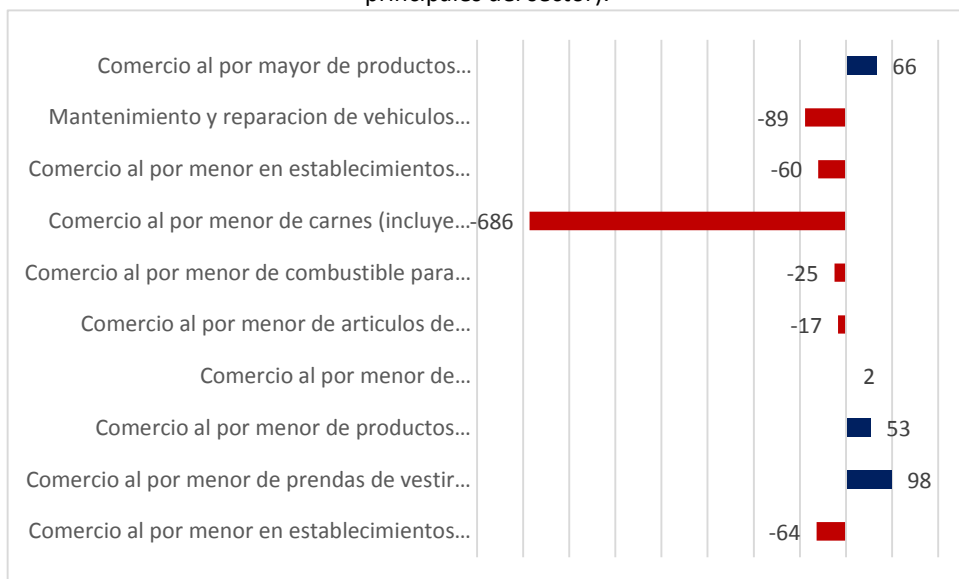 principales del sector).
Comercio al por mayor de productos... 66
Mantenimiento y reparacion de vehiculos... -89
Comercio al por menor en establecimientos... -60
Comercio al por menor de carnes (incluye... -686
Comercio al por menor de combustible para... -25
Comercio al por menor de articulos de... -17
Comercio al por menor de... 2
Comercio al por menor de productos... 53
Comercio al por menor de prendas de vestir... 98
Comercio al por menor en establecimientos... -64